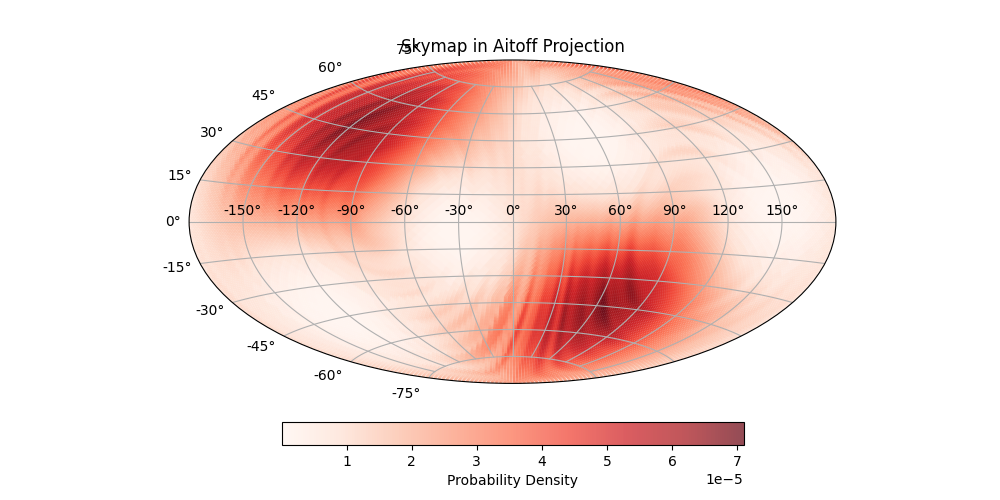 Skymap in Aitoff Projection
75°
60°
45°
30°
15°
-150° -120° -90° -60° -30° 0° 30° 60° 90° 120° 150°
0°
-15°
-30°
-45°
-60°
-75°
1 2 3 4 5 6 7
1e−5
Probability Density